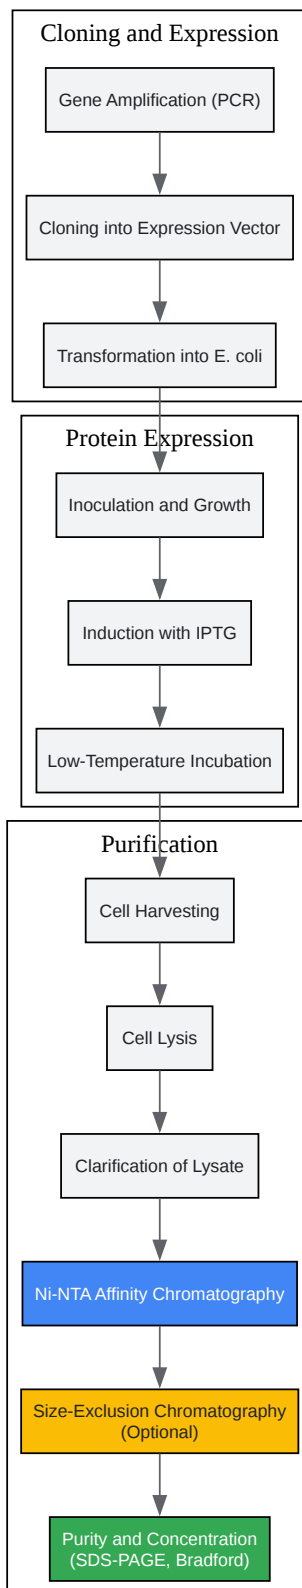 Cloning and Expression
Gene Amplification (PCR)
Cloning into Expression Vector
Transformation into E. coli
Protein Expression
Inoculation and Growth
Induction with IPTG
Low-Temperature Incubation
Purification
Cell Harvesting
Cell Lysis
Clarification of Lysate
Ni-NTA Affinity Chromatography
Size-Exclusion Chromatography
(Optional)
Purity and Concentration
(SDS-PAGE, Bradford)